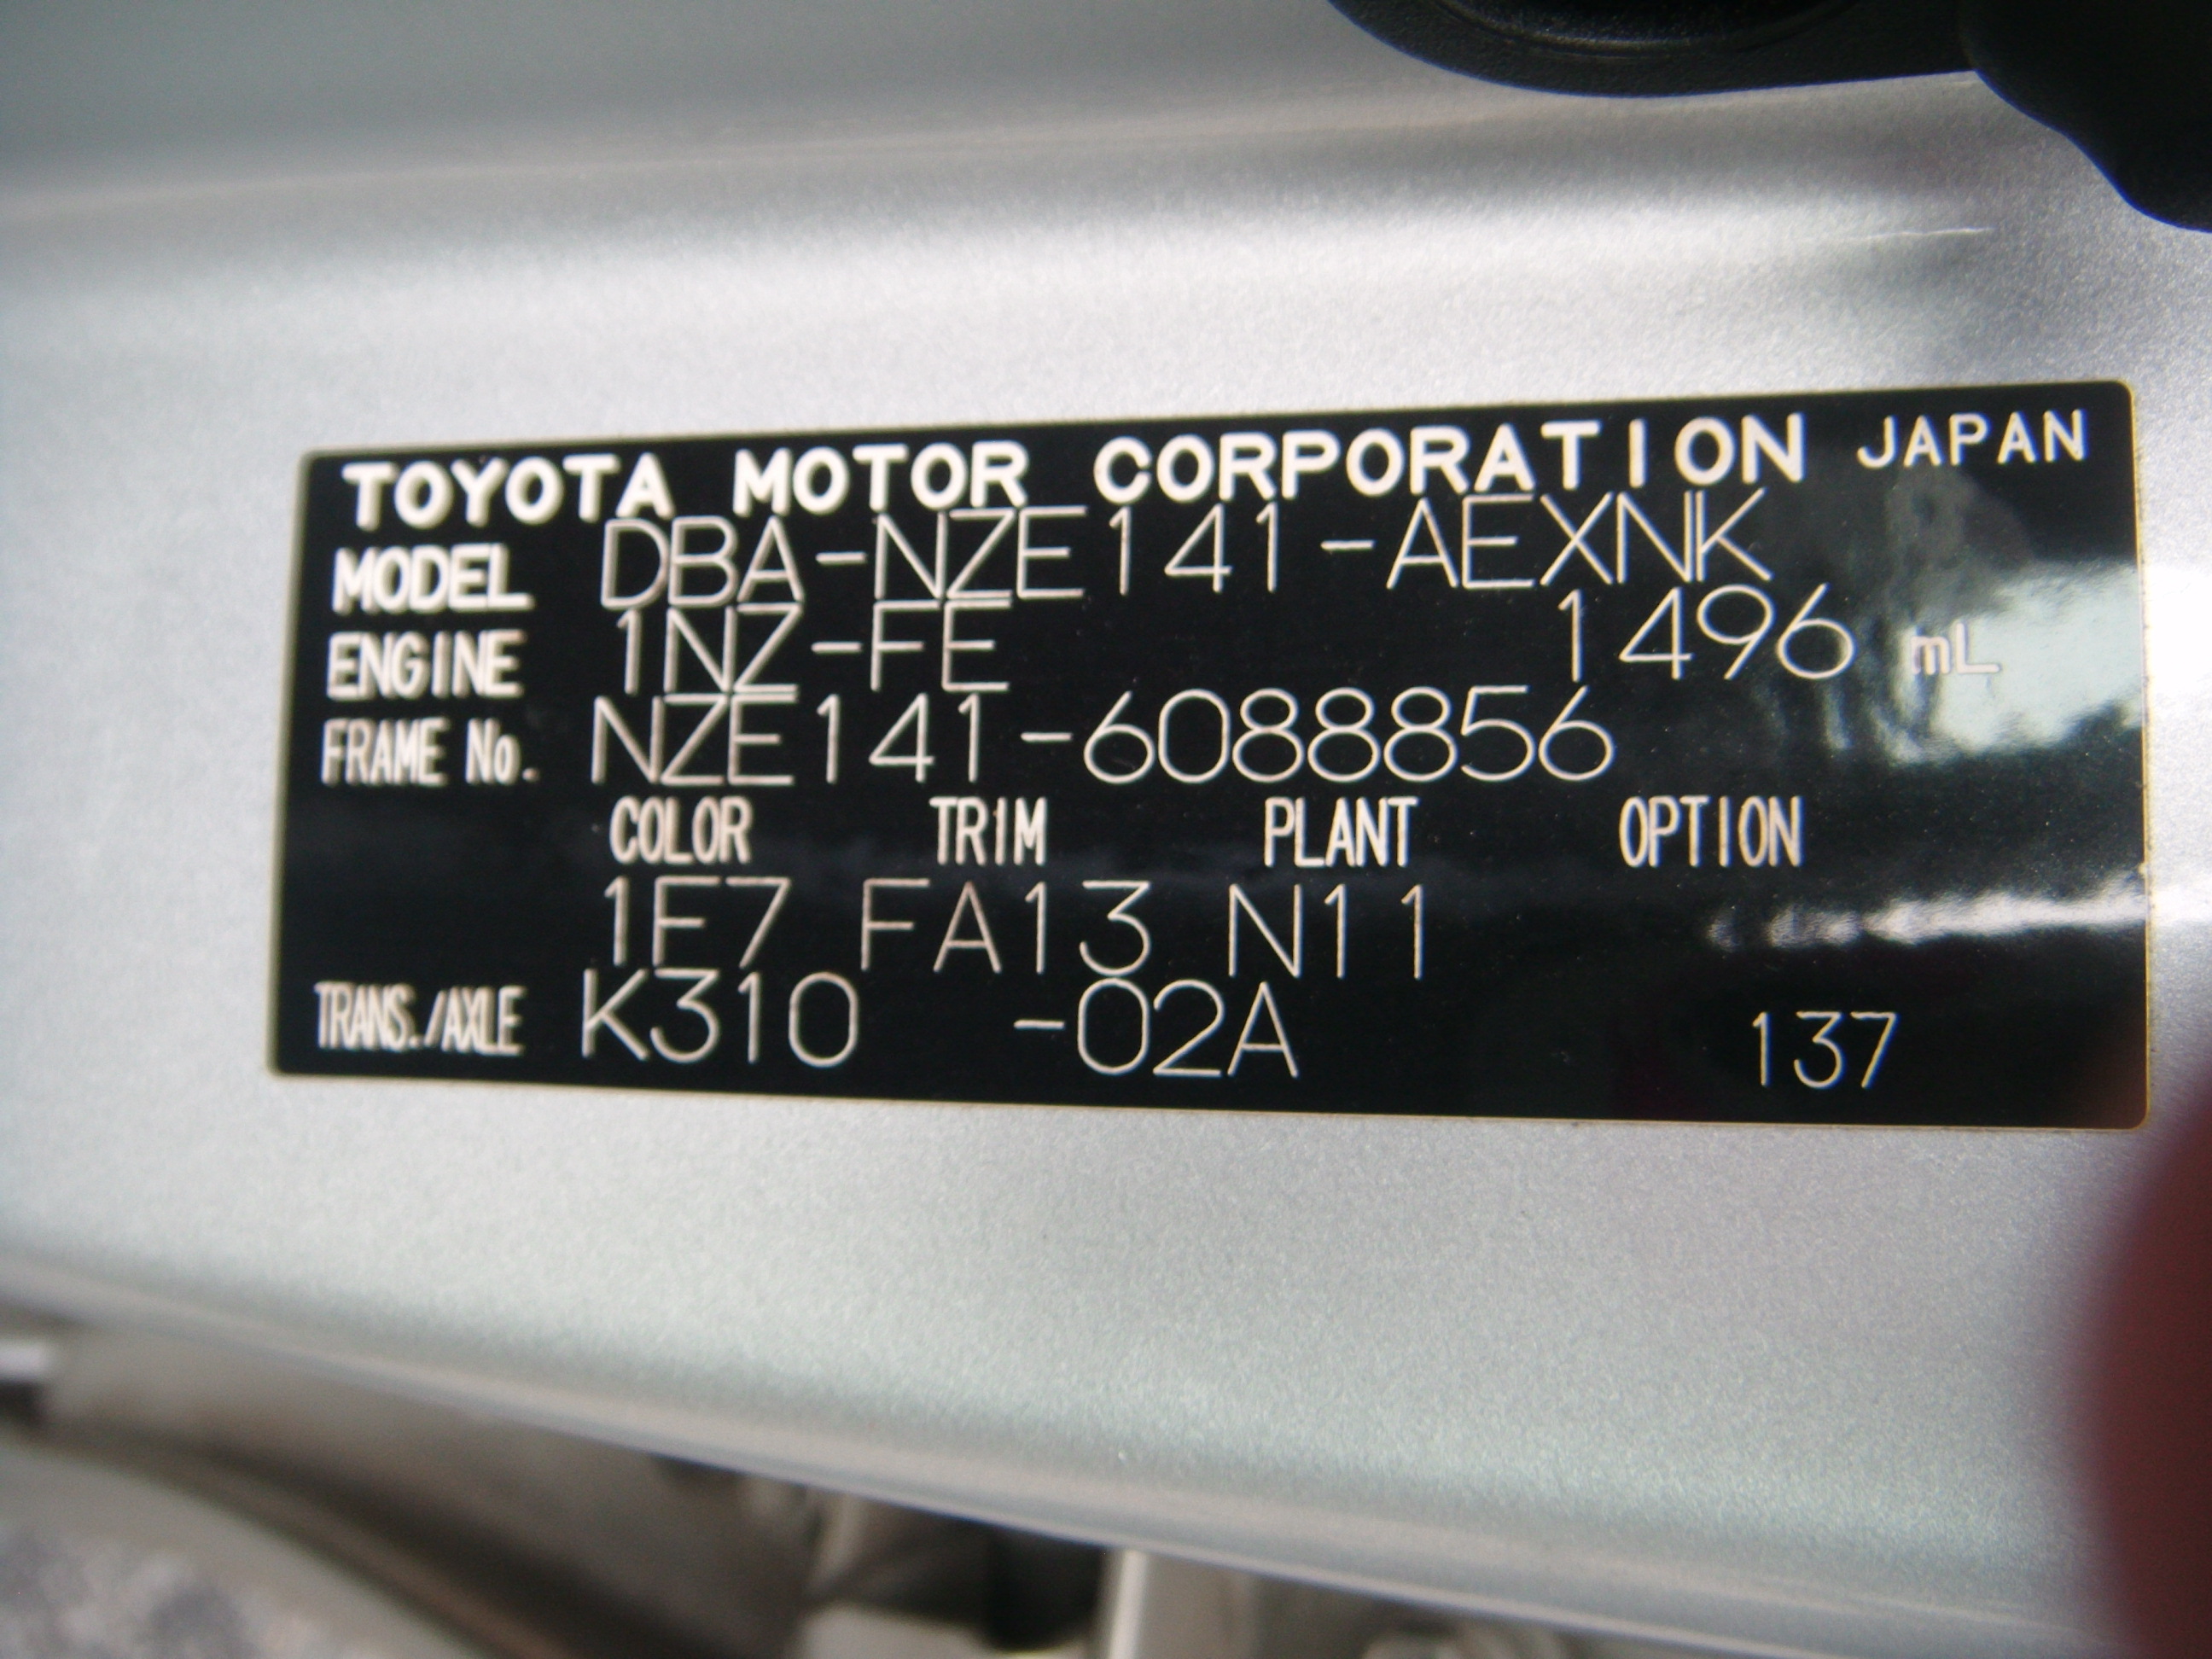 TOYOTA MOTOR CORPORATION JAPAN
MODEL DBA-NZE141-AEXNK
ENGINE 1NZ-FE 1496 mL
FRAME No. NZE141-6088856
COLOR TRIM PLANT OPTION
1E7 FA13 N11
TRANS./AXLE K310 -02A 137